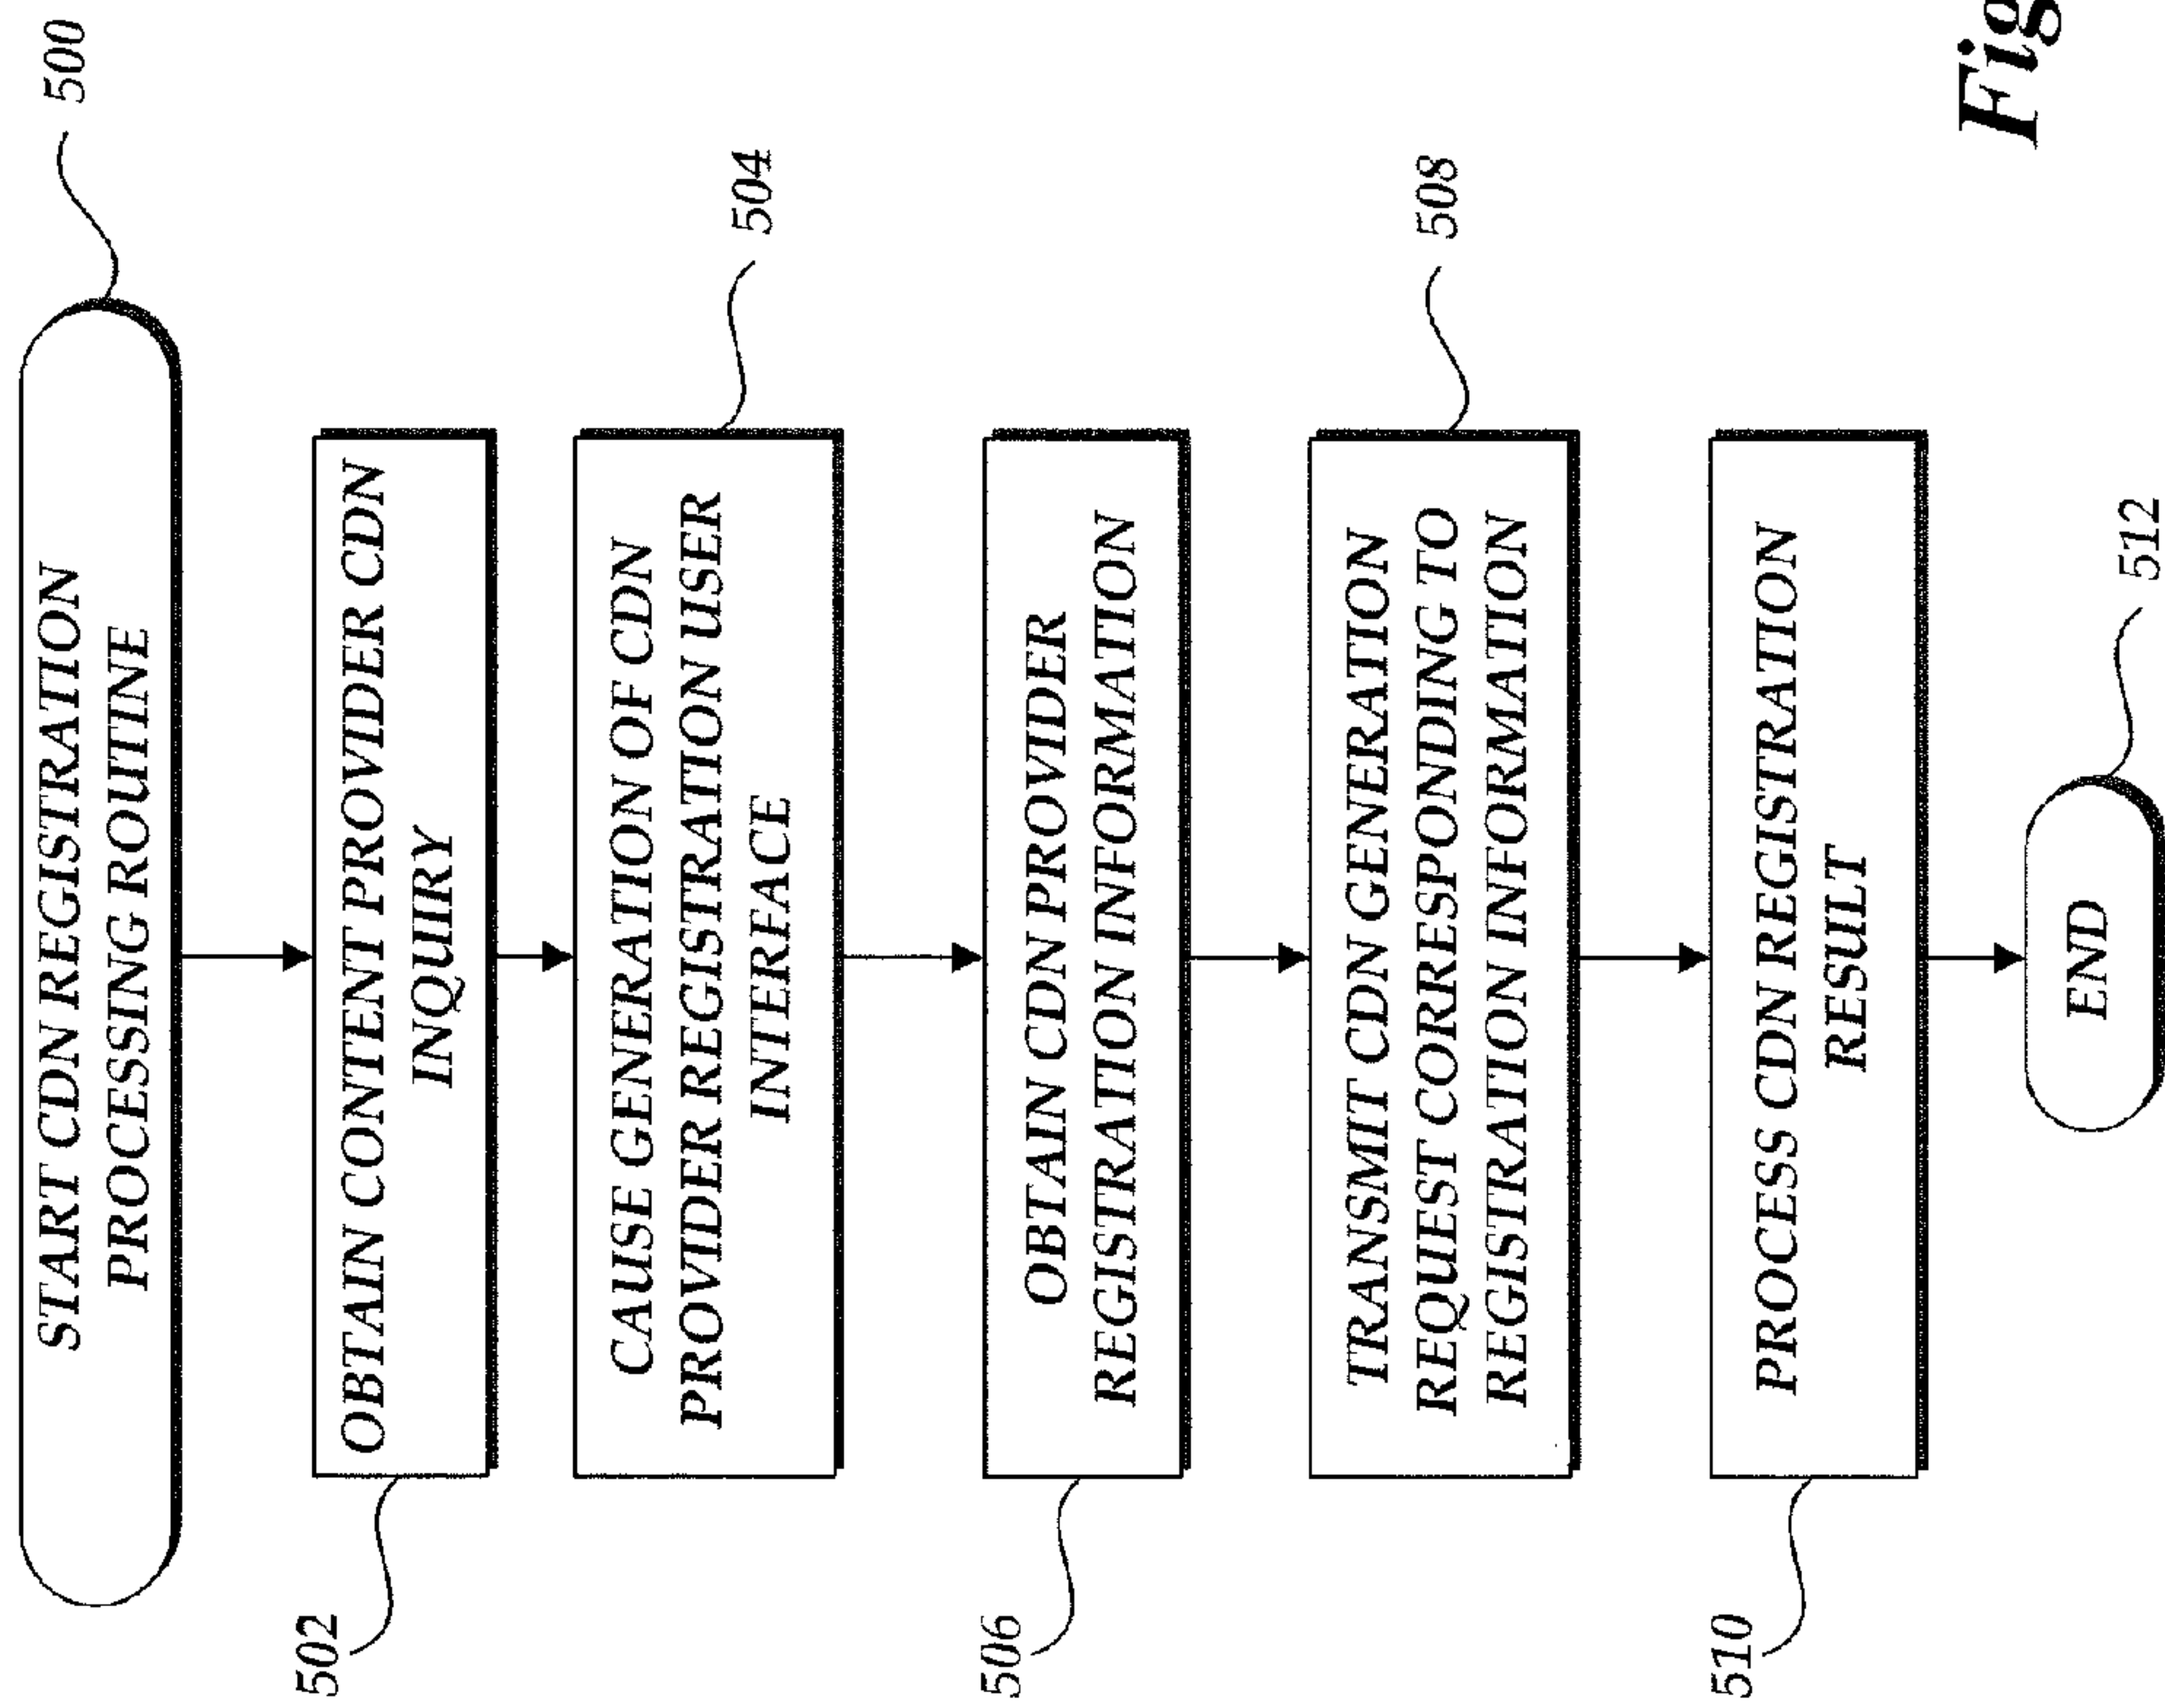 START CDN REGISTRATION
PROCESSING ROUTINE
500
OBTAIN CONTENT PROVIDER CDN
INQUIRY
502
CAUSE GENERATION OF CDN
PROVIDER REGISTRATION USER
INTERFACE
504
OBTAIN CDN PROVIDER
REGISTRATION INFORMATION
506
TRANSMIT CDN GENERATION
REQUEST CORRESPONDING TO
REGISTRATION INFORMATION
508
PROCESS CDN REGISTRATION
RESULT
510
END
512
Fig